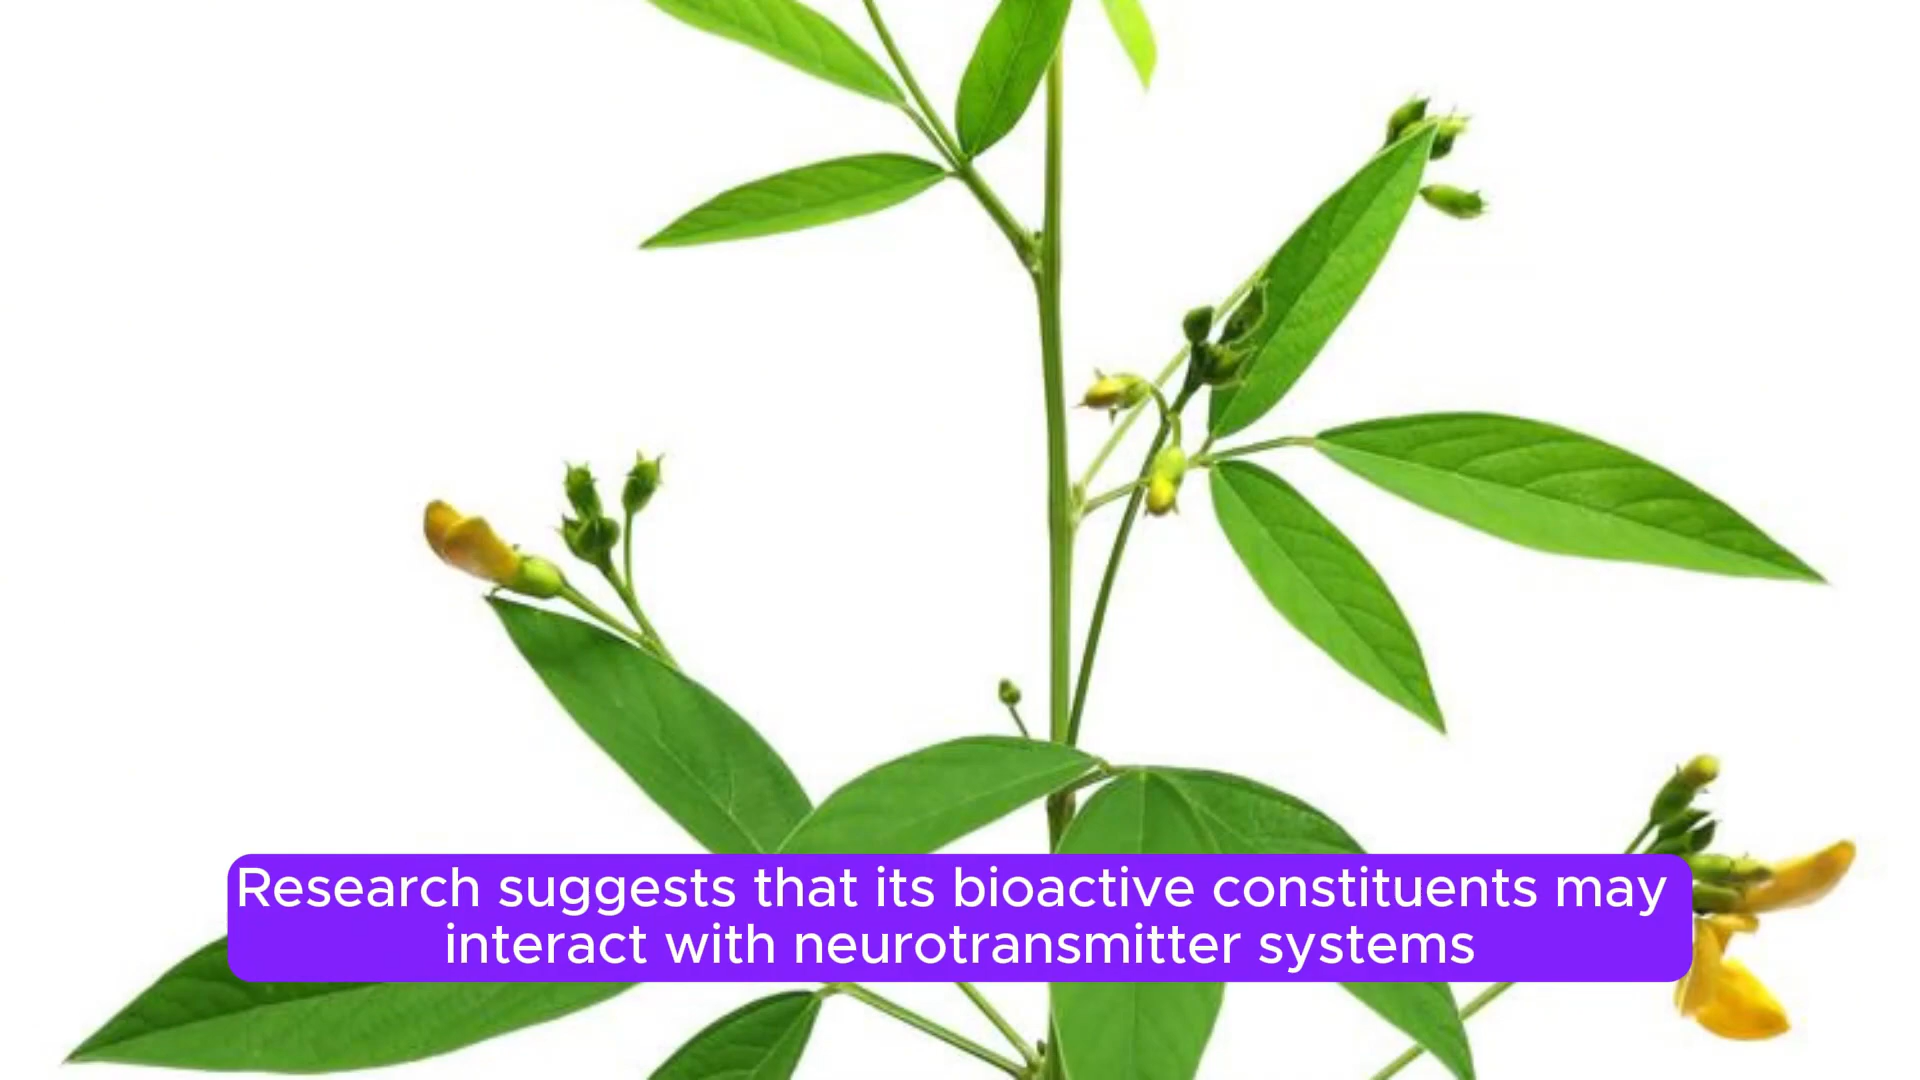 Research suggests that its bioactive constituents may
interact with neurotransmitter systems